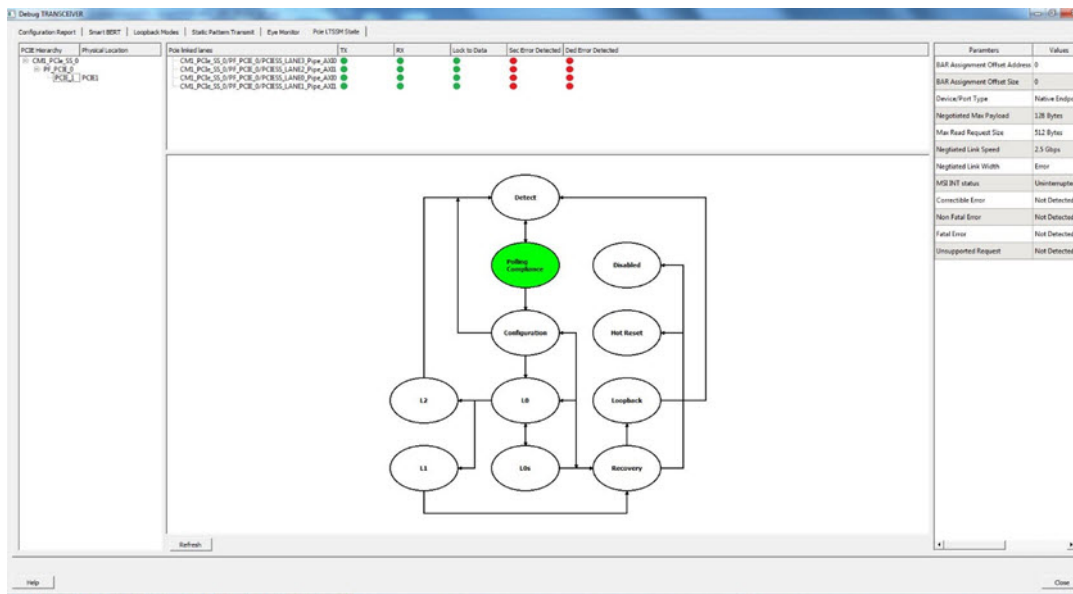 Debug TRANSCEIVER
Configuration Report Smart BERT Loopback Modes Static Pattern Transmit Eye Monitor Pcie LTSSM State
PCIE Hierarchy Physical Location
CM1_PCIe_SS_0
PF_PCIE_0
PCIE_1 PCIE1
Pcie linked lanes TX RX Lock to Data Sec Error Detected Ded Error Detected
CM1_PCIe_SS_0/PF_PCIE_0/PCIESS_LANE3_Pipe_AXI0
CM1_PCIe_SS_0/PF_PCIE_0/PCIESS_LANE2_Pipe_AXI1
CM1_PCIe_SS_0/PF_PCIE_0/PCIESS_LANE0_Pipe_AXI0
CM1_PCIe_SS_0/PF_PCIE_0/PCIESS_LANE1_Pipe_AXI1
Detect
Polling
Compliance
Disabled
Configuration
Hot Reset
L2
L0
Loopback
L1
L0s
Recovery
Refresh
Paramters Values
BAR Assignment Offset Address 0
BAR Assignment Offset Size 0
Device/Port Type Native Endpo
Negotiated Max Payload 128 Bytes
Max Read Request Size 512 Bytes
Negtiated Link Speed 2.5 Gbps
Negtiated Link Width Error
MSI INT status Uninterrupte
Correctible Error Not Detected
Non Fatal Error Not Detected
Fatal Error Not Detected
Unsupported Request Not Detected
Help
Close